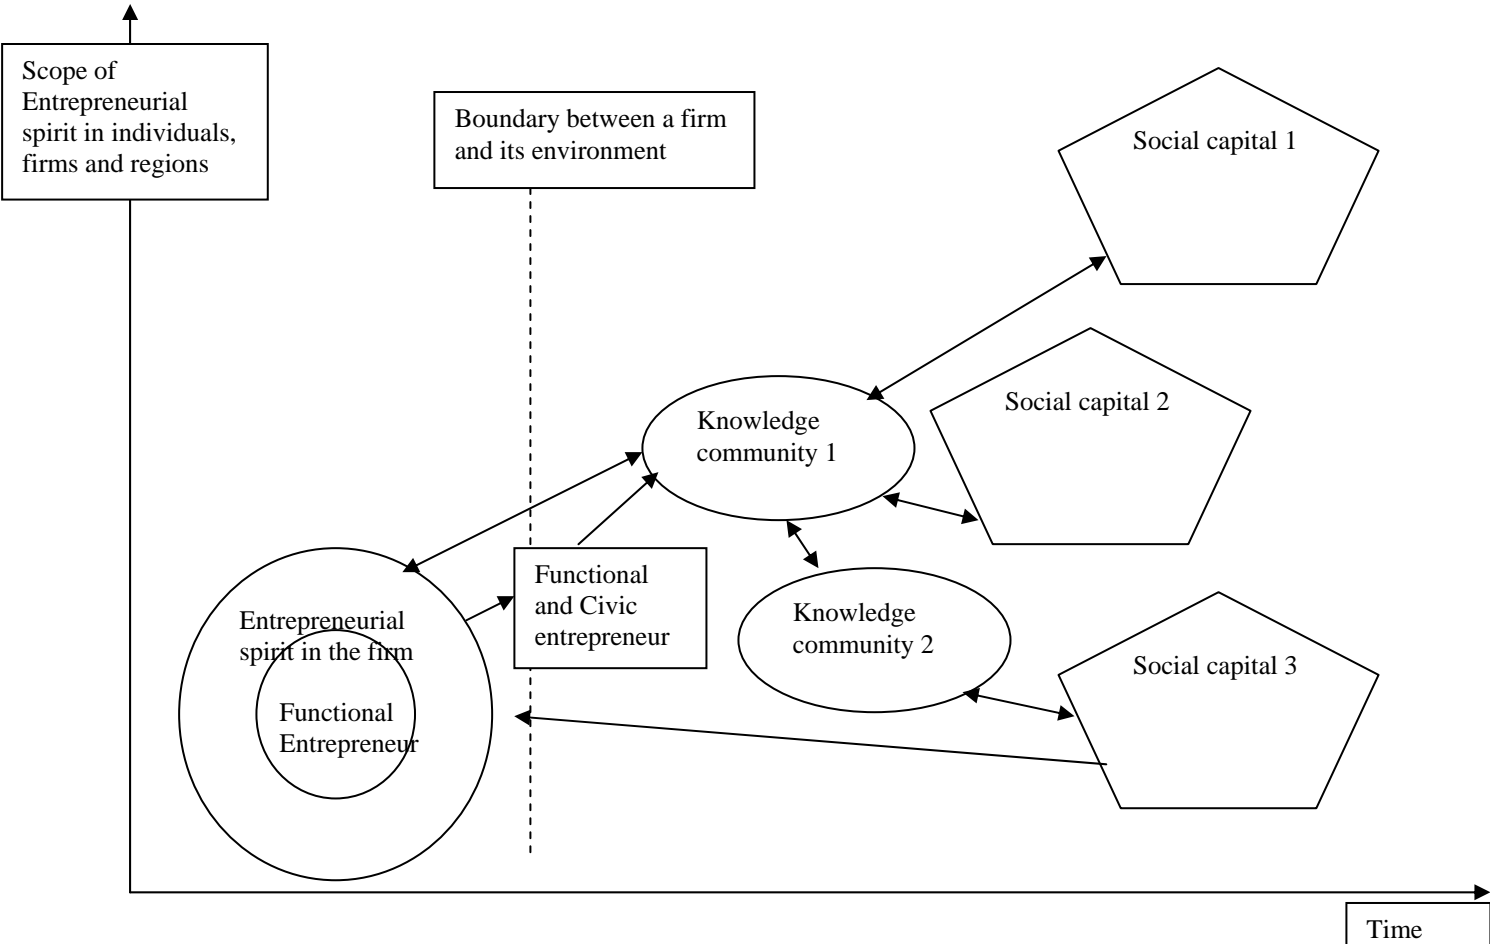 Scope of
Entrepreneurial
spirit in individuals,
firms and regions
Boundary between a firm
and its environment
Social capital 1
Social capital 2
Knowledge
community 1
Functional
and Civic
entrepreneur
Knowledge
community 2
Entrepreneurial
spirit in the firm
Functional
Entrepreneur
Social capital 3
Time